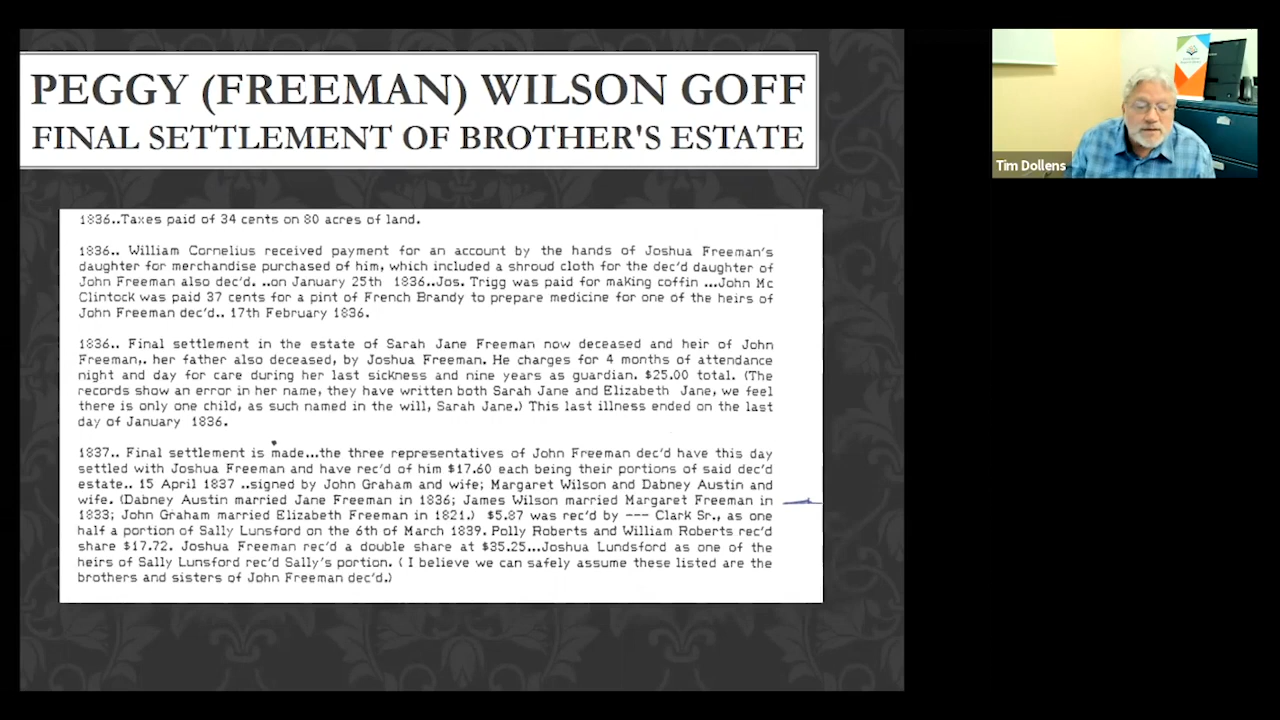 PEGGY (FREEMAN) WILSON GOFF
FINAL SETTLEMENT OF BROTHER'S ESTATE
1836..Taxes paid of 34 cents on 80 acres of land.
1836.. William Cornelius received payment for an account by the hands of Joshua Freeman's
daughter for merchandise purchased of him, which included a shroud cloth for the dec'd daughter of
John Freeman also dec'd. ..on January 25th 1836..Jos. Trigg was paid for making coffin ...John Mc
Clintock was paid 37 cents for a pint of French Brandy to prepare medicine for one of the heirs of
John Freeman dec'd.. 17th February 1836.
1836.. Final settlement in the estate of Sarah Jane Freeman now deceased and heir of John
Freeman,. her father also deceased, by Joshua Freeman. He charges for 4 months of attendance
night and day for care during her last sickness and nine years as guardian. $25.00 total. (The
records show an error in her name, they have written both Sarah Jane and Elizabeth Jane, we feel
there is only one child, as such named in the will, Sarah Jane.) This last illness ended on the last
day of January 1836.
1837.. Final settlement is made...the three representatives of John Freeman dec'd have this day
settled with Joshua Freeman and have rec'd of him $17.60 each being their portions of said dec'd
estate.. 15 April 1837 ..signed by John Graham and wife; Margaret Wilson and Dabney Austin and
wife. (Dabney Austin married Jane Freeman in 1836; James Wilson married Margaret Freeman in
1833; John Graham married Elizabeth Freeman in 1821.) $5.87 was rec'd by --- Clark Sr., as one
half a portion of Sally Lunsford on the 6th of March 1839. Polly Roberts and William Roberts rec'd
share $17.72. Joshua Freeman rec'd a double share at $35.25...Joshua Lundsford as one of the
heirs of Sally Lunsford rec'd Sally's portion. ( I believe we can safely assume these listed are the
brothers and sisters of John Freeman dec'd.)
Tim Dollens